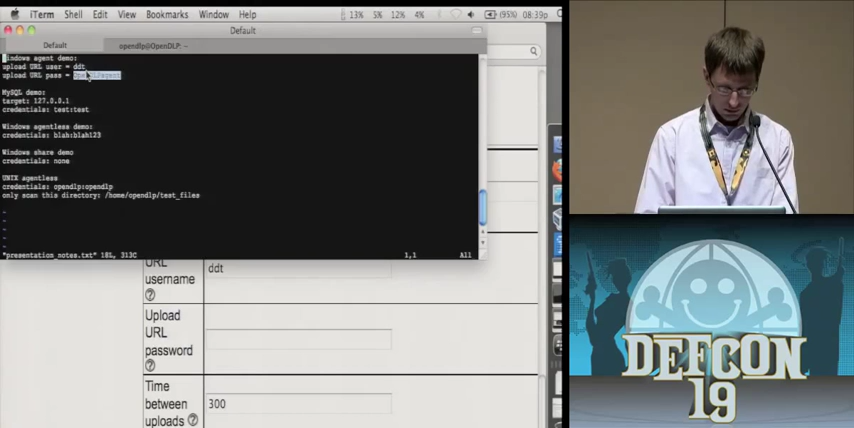 iTerm Shell Edit View Bookmarks Window Help 13% 5% 12% 4% (95%) 08:39p
Default
Default opendlp@OpenDLP: ~
Windows agent demo:
upload URL user = ddt
upload URL pass = OpenDLPagent
MySQL demo:
target: 127.0.0.1
credentials: test:test
Windows agentless demo:
credentials: blah:blah123
Windows share demo
credentials: none
UNIX agentless
credentials: opendlp:opendlp
only scan this directory: /home/opendlp/test_files
~
~
~
~
"presentation_notes.txt" 18L, 313C 1,1 All
URL
username
?
ddt
Upload
URL
password
?
Time
between
uploads ?
300
DEFCON
19